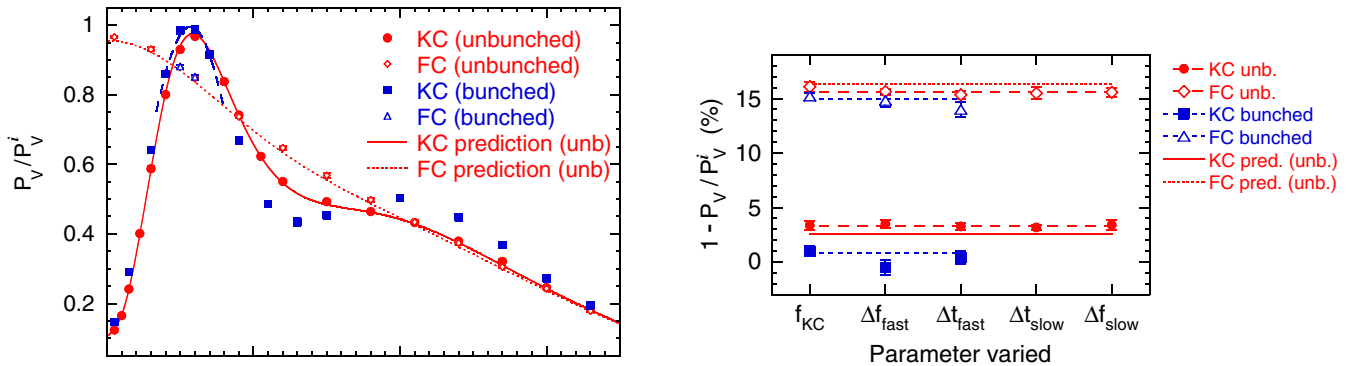 1
0.8
0.6
0.4
0.2
P_V/P_V^i
KC (unbunched)
FC (unbunched)
KC (bunched)
FC (bunched)
KC prediction (unb)
FC prediction (unb)
15
10
5
0
1 - P_V / P_V^i (%)
f_KC Δf_fast Δt_fast Δt_slow Δf_slow
Parameter varied
KC unb.
FC unb.
KC bunched
FC bunched
KC pred. (unb.)
FC pred. (unb.)